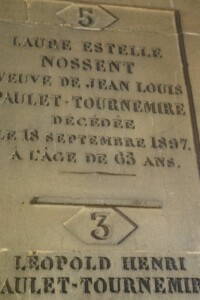 5
LAURE ESTELLE
NOSSENT
VEUVE DE JEAN LOUIS
PAULET-TOURNEMIRE
DÉCÉDÉE
LE 18 SEPTEMBRE 1897.
A L'ÂGE DE 65 ANS.
3
LÉOPOLD HENRI
PAULET-TOURNEMIRE